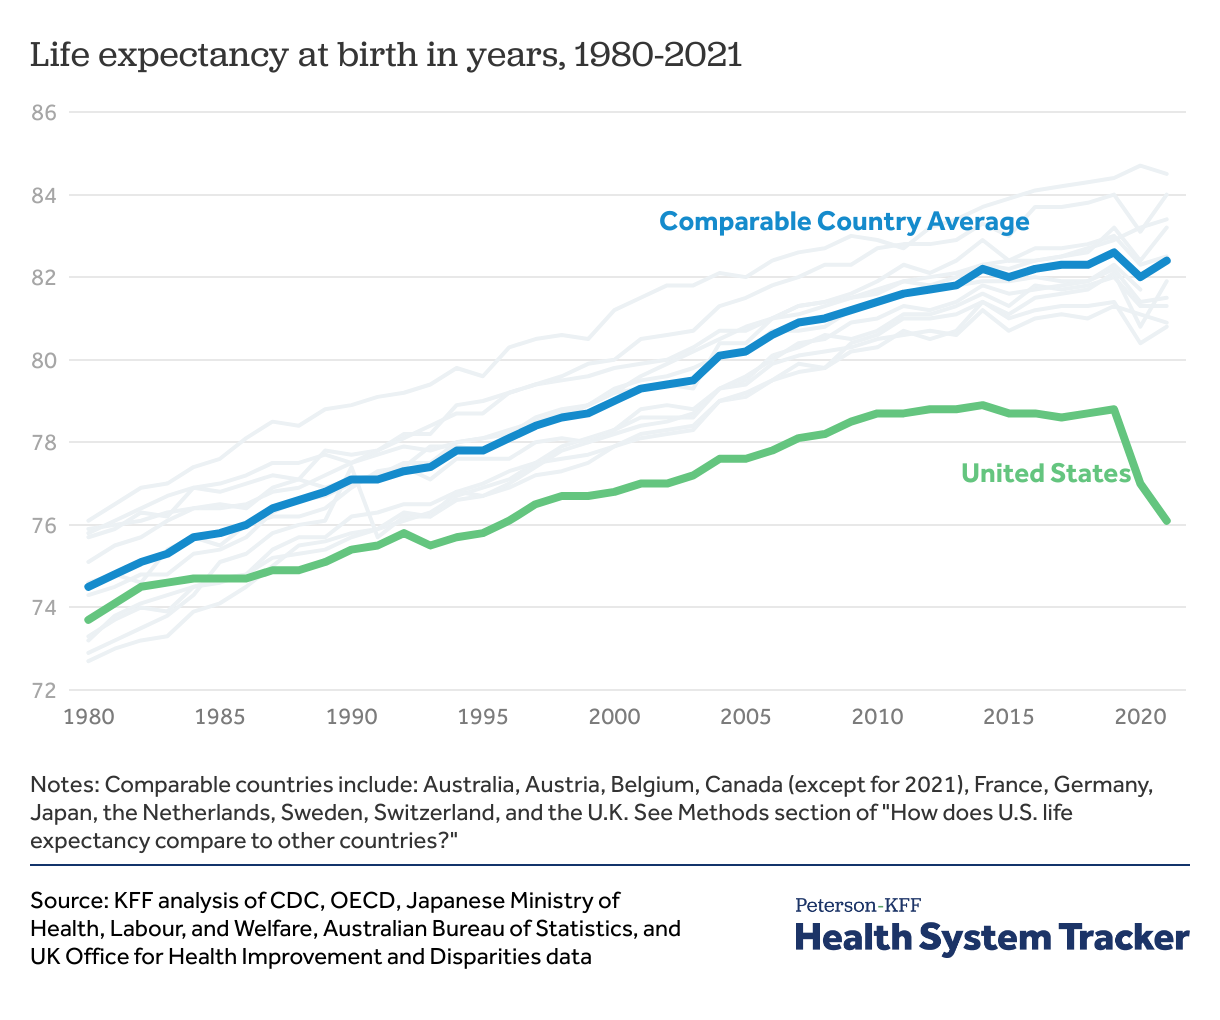 Life expectancy at birth in years, 1980-2021
86
84
Comparable Country Average
82
80
78
United States
76
74
72
1980 1985 1990 1995 2000 2005 2010 2015 2020
Notes: Comparable countries include: Australia, Austria, Belgium, Canada (except for 2021), France, Germany,
Japan, the Netherlands, Sweden, Switzerland, and the U.K. See Methods section of "How does U.S. life
expectancy compare to other countries?"
Source: KFF analysis of CDC, OECD, Japanese Ministry of
Health, Labour, and Welfare, Australian Bureau of Statistics, and
UK Office for Health Improvement and Disparities data
Peterson-KFF
Health System Tracker